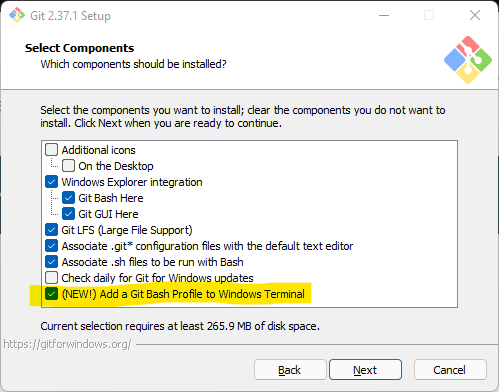 Git 2.37.1 Setup
Select Components
Which components should be installed?
Select the components you want to install; clear the components you do not want to
install. Click Next when you are ready to continue.
Additional icons
On the Desktop
Windows Explorer integration
Git Bash Here
Git GUI Here
Git LFS (Large File Support)
Associate .git* configuration files with the default text editor
Associate .sh files to be run with Bash
Check daily for Git for Windows updates
(NEW!) Add a Git Bash Profile to Windows Terminal
Current selection requires at least 265.9 MB of disk space.
https://gitforwindows.org/
Back
Next
Cancel